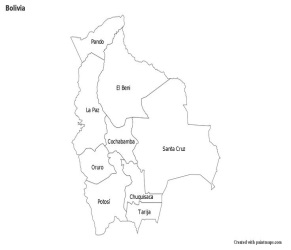 Bolivia
Pando
El Beni
La Paz
Cochabamba
Santa Cruz
Oruro
Chuquisaca
Potosí
Tarija
Created with paintmaps.com